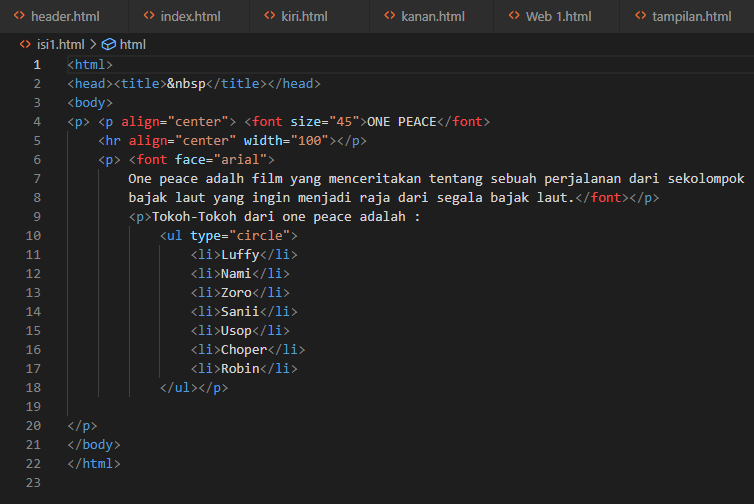 header.html index.html kiri.html kanan.html Web 1.html tampilan.html
isi1.html > html
1 <html>
2 <head><title>&nbsp</title></head>
3 <body>
4 <p> <p align="center"> <font size="45">ONE PEACE</font>
5 <hr align="center" width="100"></p>
6 <p> <font face="arial">
7 One peace adalh film yang menceritakan tentang sebuah perjalanan dari sekolompok
8 bajak laut yang ingin menjadi raja dari segala bajak laut.</font></p>
9 <p>Tokoh-Tokoh dari one peace adalah :
10 <ul type="circle">
11 <li>Luffy</li>
12 <li>Nami</li>
13 <li>Zoro</li>
14 <li>Sanii</li>
15 <li>Usop</li>
16 <li>Choper</li>
17 <li>Robin</li>
18 </ul></p>
19
20 </p>
21 </body>
22 </html>
23